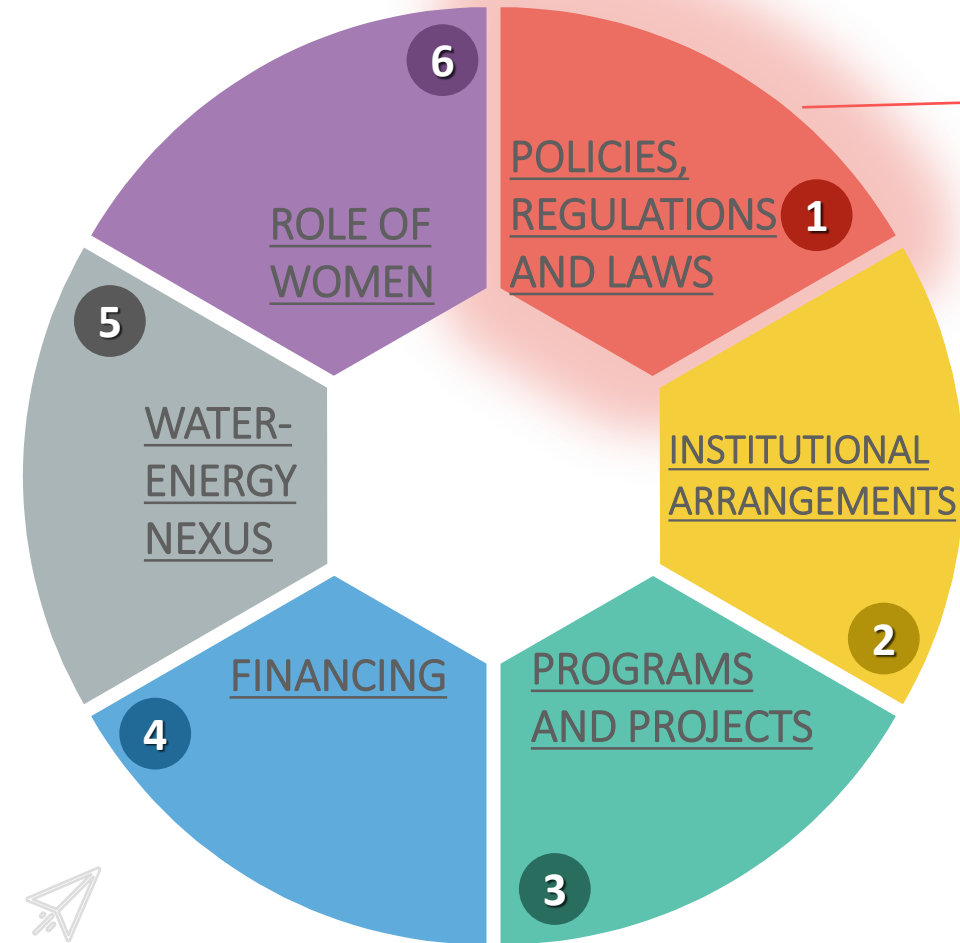 1
POLICIES,
REGULATIONS
AND LAWS
2
INSTITUTIONAL
ARRANGEMENTS
3
PROGRAMS
AND PROJECTS
4
FINANCING
5
WATER-
ENERGY
NEXUS
6
ROLE OF
WOMEN